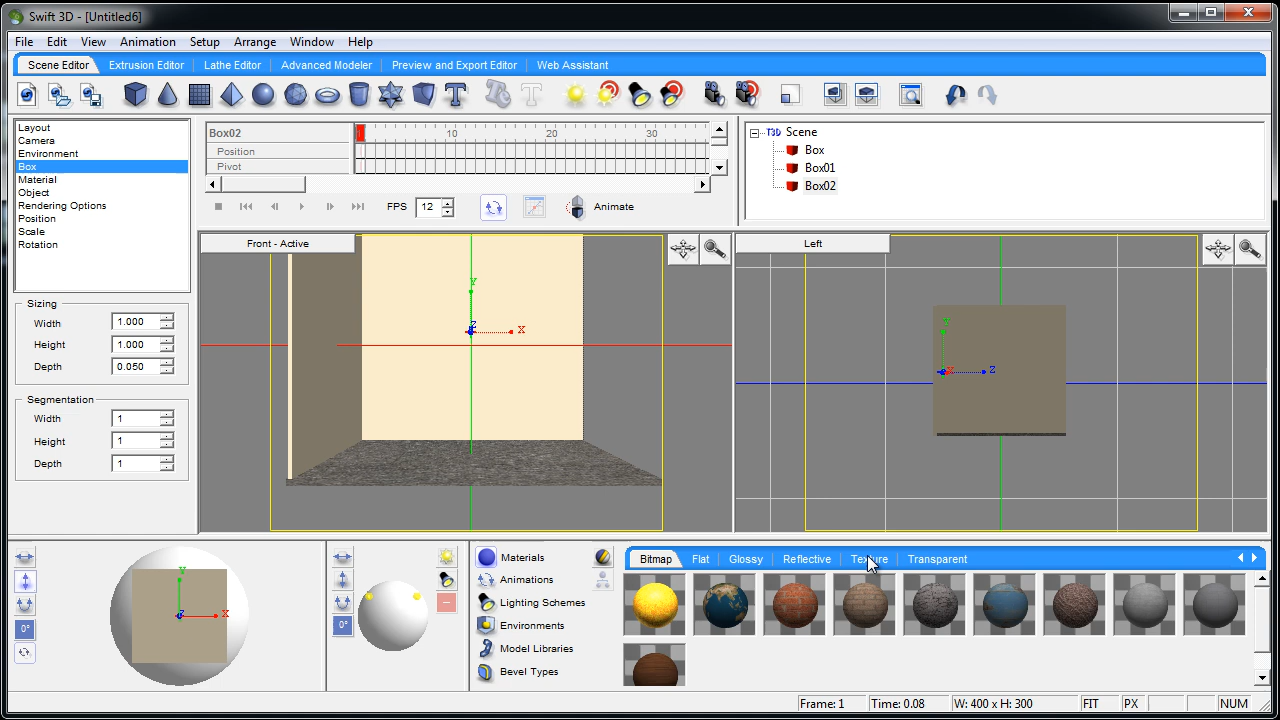 Swift 3D - [Untitled6]
File Edit View Animation Setup Arrange Window Help
Scene Editor Extrusion Editor Lathe Editor Advanced Modeler Preview and Export Editor Web Assistant
Layout
Camera
Environment
Box
Material
Object
Rendering Options
Position
Scale
Rotation
Box02 10 20 30
Position
Pivot
FPS 12 Animate
T3D Scene
Box
Box01
Box02
Sizing
Width 1.000
Height 1.000
Depth 0.050
Segmentation
Width 1
Height 1
Depth 1
Front - Active
Y
Z X
Left
Y
X Z
Y
Z X
0°
0°
Materials
Animations
Lighting Schemes
Environments
Model Libraries
Bevel Types
Bitmap Flat Glossy Reflective Texture Transparent
Frame: 1 Time: 0.08 W: 400 x H: 300 FIT PX NUM